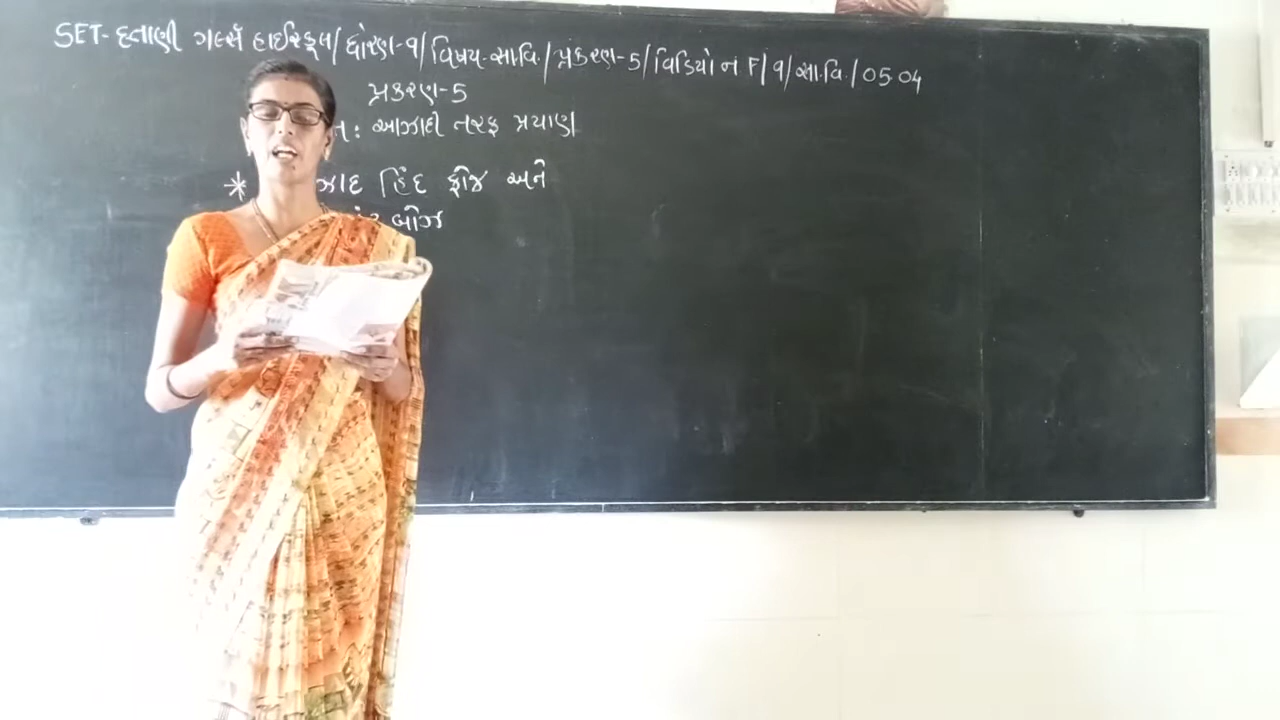 SET-દતાણી ગર્લ્સ હાઈસ્કૂલ/ધોરણ-૧/વિષય-સા.વિ./પ્રકરણ-5/વિડિયો નં F/૧/સા.વિ./05.04
પ્રકરણ-5
ત: આઝાદી તરફ પ્રયાણ
* ઝાદ હિંદ ફોજ અને
બોઝ